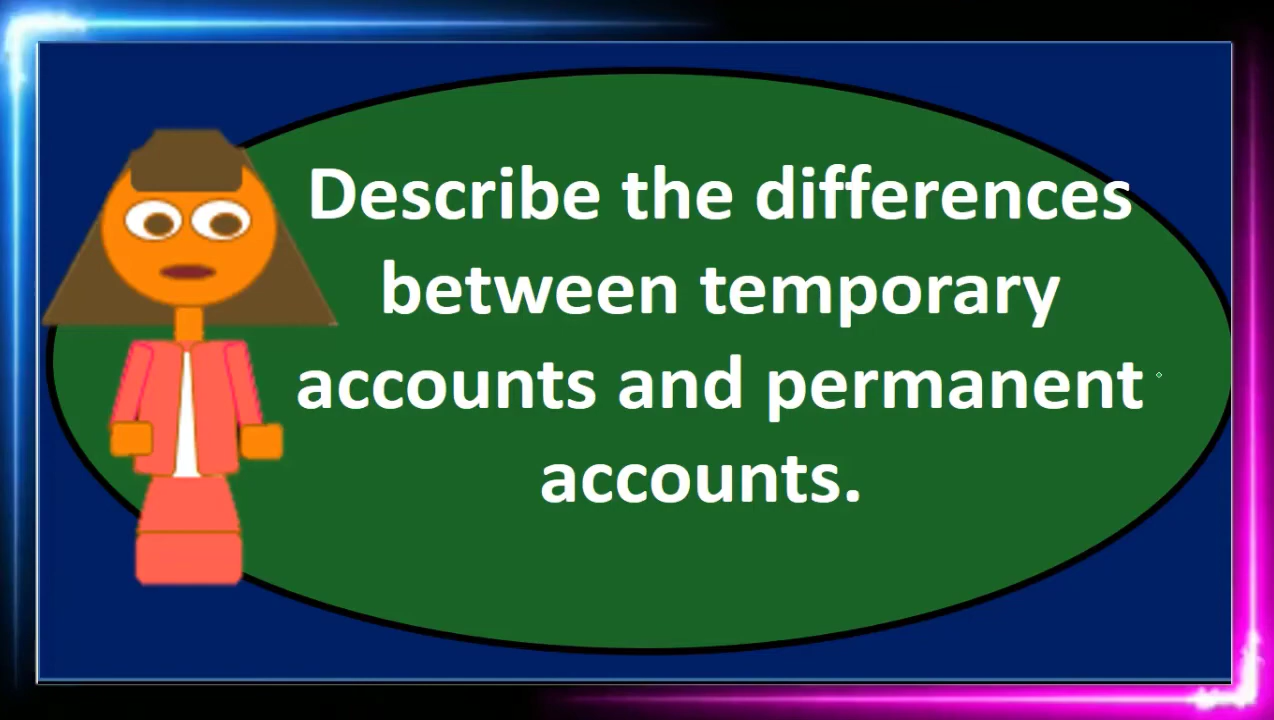 Describe the differences
between temporary
accounts and permanent
accounts.